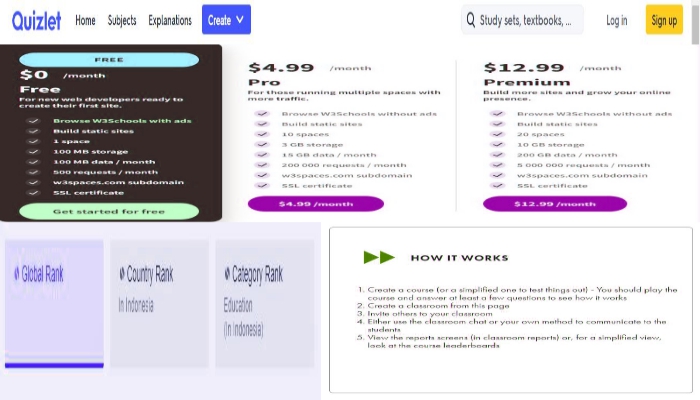 Quizlet Home Subjects Explanations Create Study sets, textbooks, ... Log in Sign up
FREE
$0 /month
Free
For new web developers ready to
create their first site.
Browse W3Schools with ads
Build static sites
1 space
100 MB storage
100 MB data / month
500 requests / month
w3spaces.com subdomain
SSL certificate
Get started for free
$4.99 /month
Pro
For those running multiple spaces with
more traffic.
Browse W3Schools without ads
Build static sites
10 spaces
3 GB storage
15 GB data / month
200 000 requests / month
w3spaces.com subdomain
SSL certificate
$4.99 /month
$12.99 /month
Premium
Build more sites and grow your online
presence.
Browse W3Schools without ads
Build static sites
20 spaces
10 GB storage
200 GB data / month
5 000 000 requests / month
w3spaces.com subdomain
SSL certificate
$12.99 /month
Global Rank
Country Rank
In Indonesia
Category Rank
Education
(In Indonesia)
HOW IT WORKS
1. Create a course (or a simplified one to test things out) - You should play the
course and answer at least a few questions to see how it works
2. Create a classroom from this page
3. Invite others to your classroom
4. Either use the classroom chat or your own method to communicate to the
students
5. View the reports screens (in classroom reports) or, for a simplified view,
look at the course leaderboards